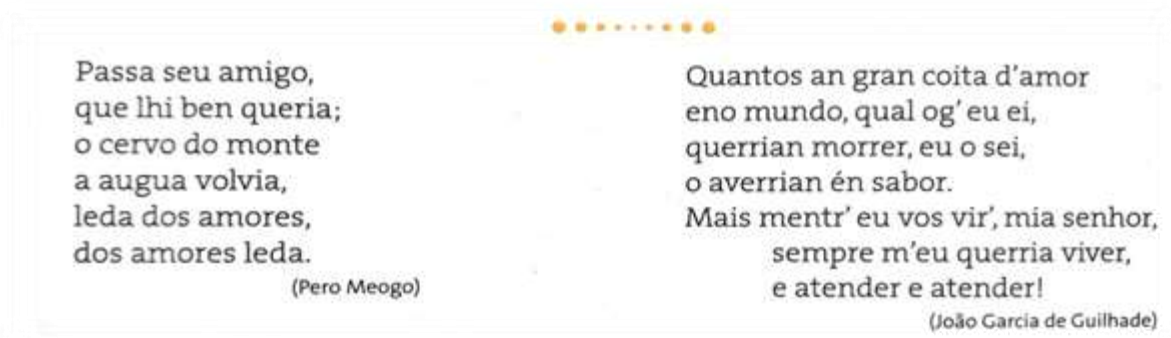 Passa seu amigo,
que lhi ben queria;
o cervo do monte
a augua volvia,
leda dos amores,
dos amores leda.
(Pero Meogo)
Quantos an gran coita d'amor
eno mundo, qual og' eu ei,
querrian morrer, eu o sei,
o averrian én sabor.
Mais mentr' eu vos vir', mia senhor,
sempre m'eu querria viver,
e atender e atender!
(João Garcia de Guilhade)